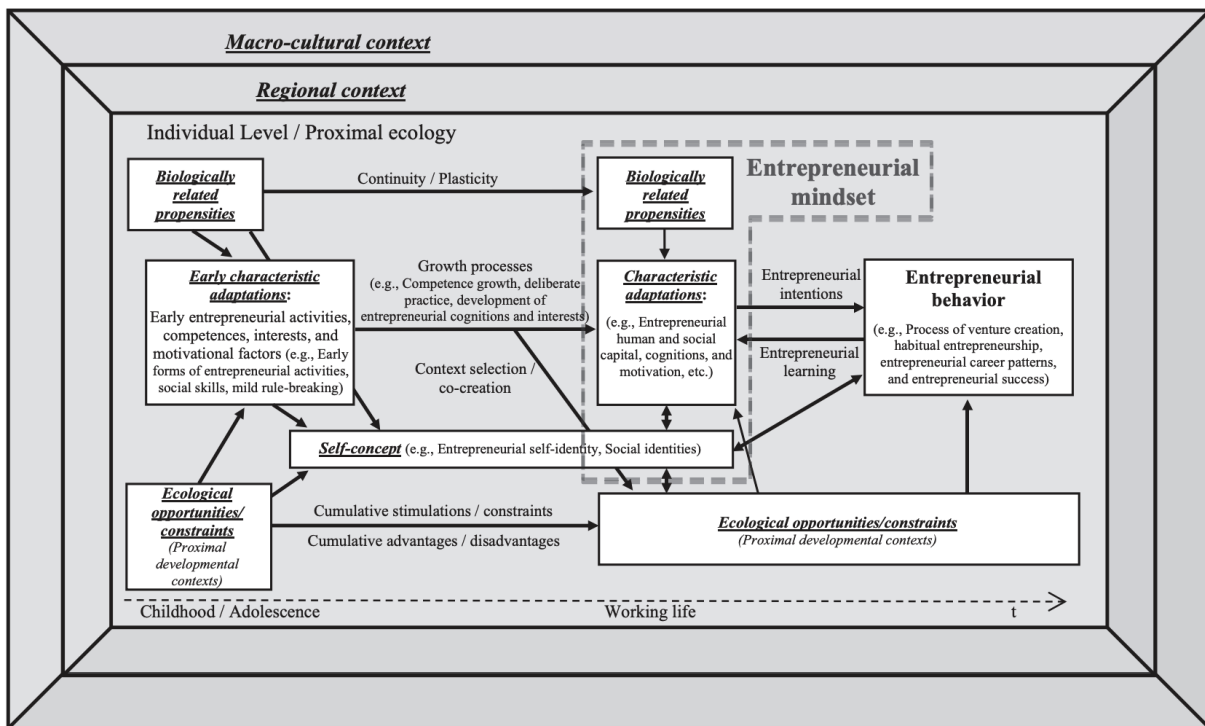 Macro-cultural context
Regional context
Individual Level / Proximal ecology
Biologically
related
propensities
Continuity / Plasticity
Biologically
related
propensities
Entrepreneurial
mindset
Early characteristic
adaptations:
Early entrepreneurial activities,
competences, interests, and
motivational factors (e.g., Early
forms of entrepreneurial activities,
social skills, mild rule-breaking)
Growth processes
(e.g., Competence growth, deliberate
practice, development of
entrepreneurial cognitions and interests)
Context selection /
co-creation
Characteristic
adaptations:
(e.g., Entrepreneurial
human and social
capital, cognitions, and
motivation, etc.)
Entrepreneurial
intentions
Entrepreneurial
learning
Entrepreneurial
behavior
(e.g., Process of venture creation,
habitual entrepreneurship,
entrepreneurial career patterns,
and entrepreneurial success)
Self-concept (e.g., Entrepreneurial self-identity, Social identities)
Ecological
opportunities/
constraints
(Proximal
developmental
contexts)
Cumulative stimulations / constraints
Cumulative advantages / disadvantages
Ecological opportunities/constraints
(Proximal developmental contexts)
Childhood / Adolescence
Working life
t